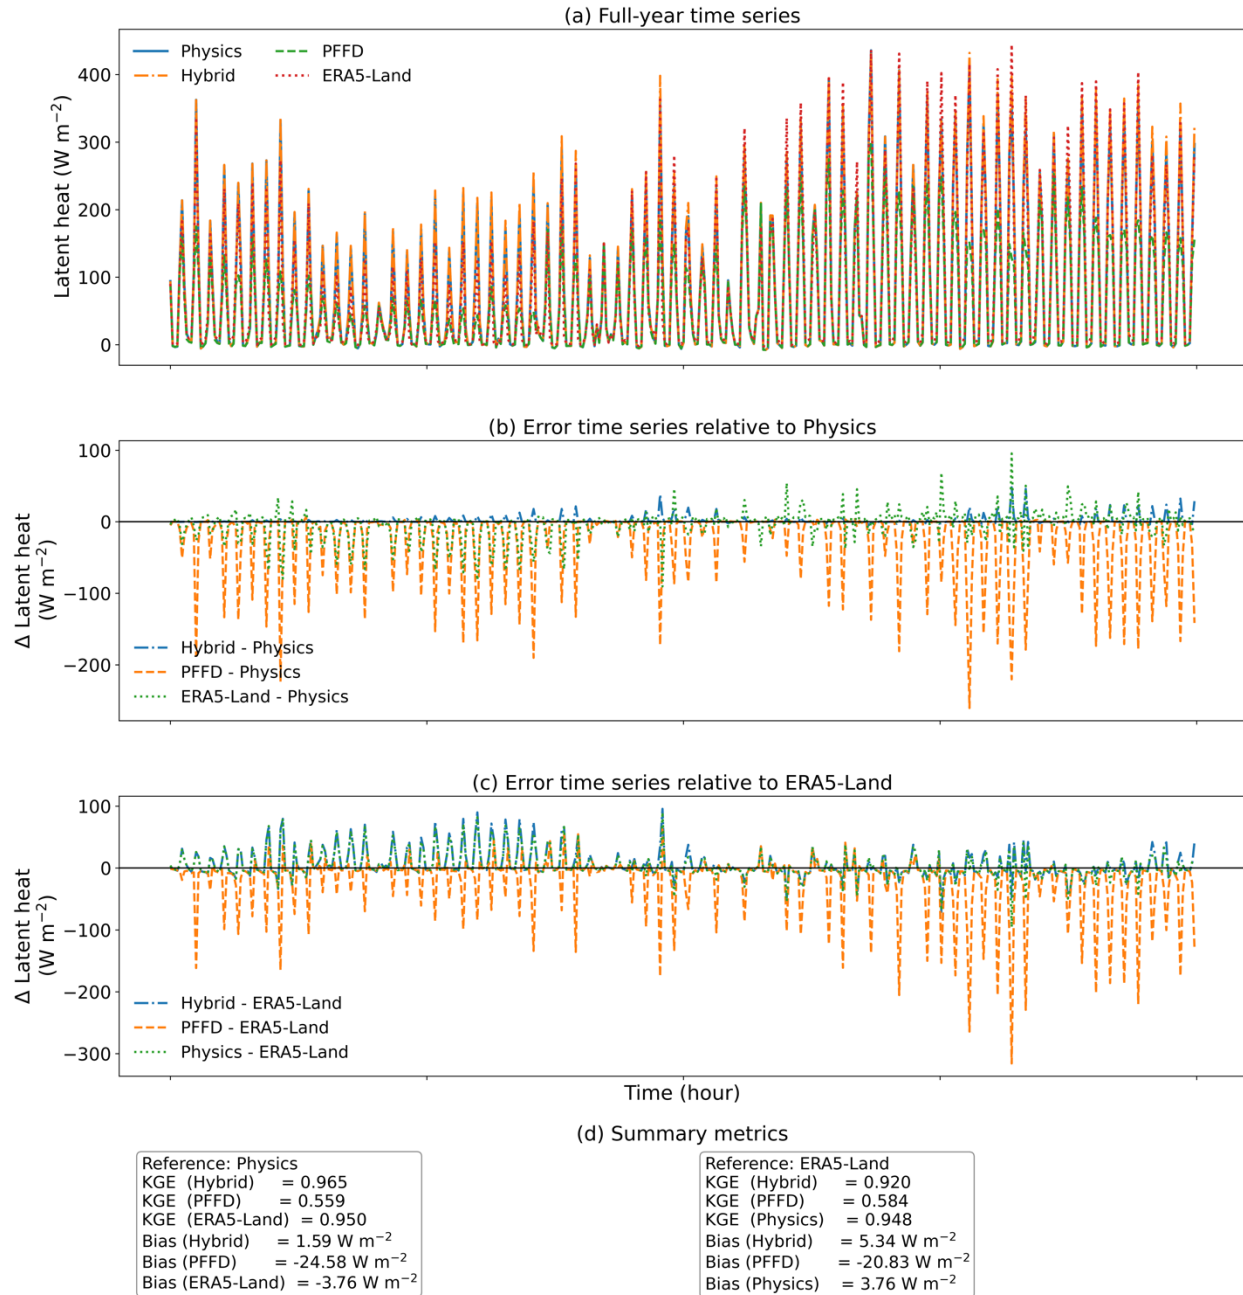 (a) Full-year time series
Latent heat (W m⁻²)
400
300
200
100
0
Physics
Hybrid
PFFD
ERA5-Land
(b) Error time series relative to Physics
Δ Latent heat
(W m⁻²)
100
0
−100
−200
Hybrid - Physics
PFFD - Physics
ERA5-Land - Physics
(c) Error time series relative to ERA5-Land
Δ Latent heat
(W m⁻²)
100
0
−100
−200
−300
Hybrid - ERA5-Land
PFFD - ERA5-Land
Physics - ERA5-Land
Time (hour)
(d) Summary metrics
Reference: Physics
KGE (Hybrid) = 0.965
KGE (PFFD) = 0.559
KGE (ERA5-Land) = 0.950
Bias (Hybrid) = 1.59 W m⁻²
Bias (PFFD) = -24.58 W m⁻²
Bias (ERA5-Land) = -3.76 W m⁻²
Reference: ERA5-Land
KGE (Hybrid) = 0.920
KGE (PFFD) = 0.584
KGE (Physics) = 0.948
Bias (Hybrid) = 5.34 W m⁻²
Bias (PFFD) = -20.83 W m⁻²
Bias (Physics) = 3.76 W m⁻²